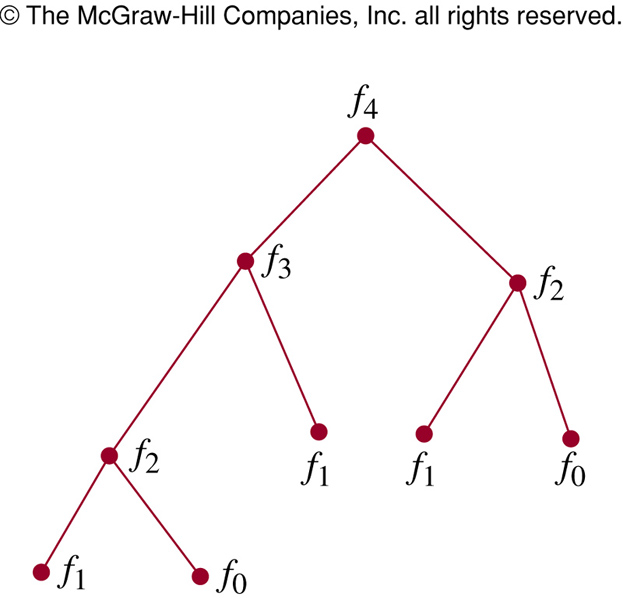 © The McGraw-Hill Companies, Inc. all rights reserved.
f4
f3
f2
f2
f1
f1
f0
f1
f0